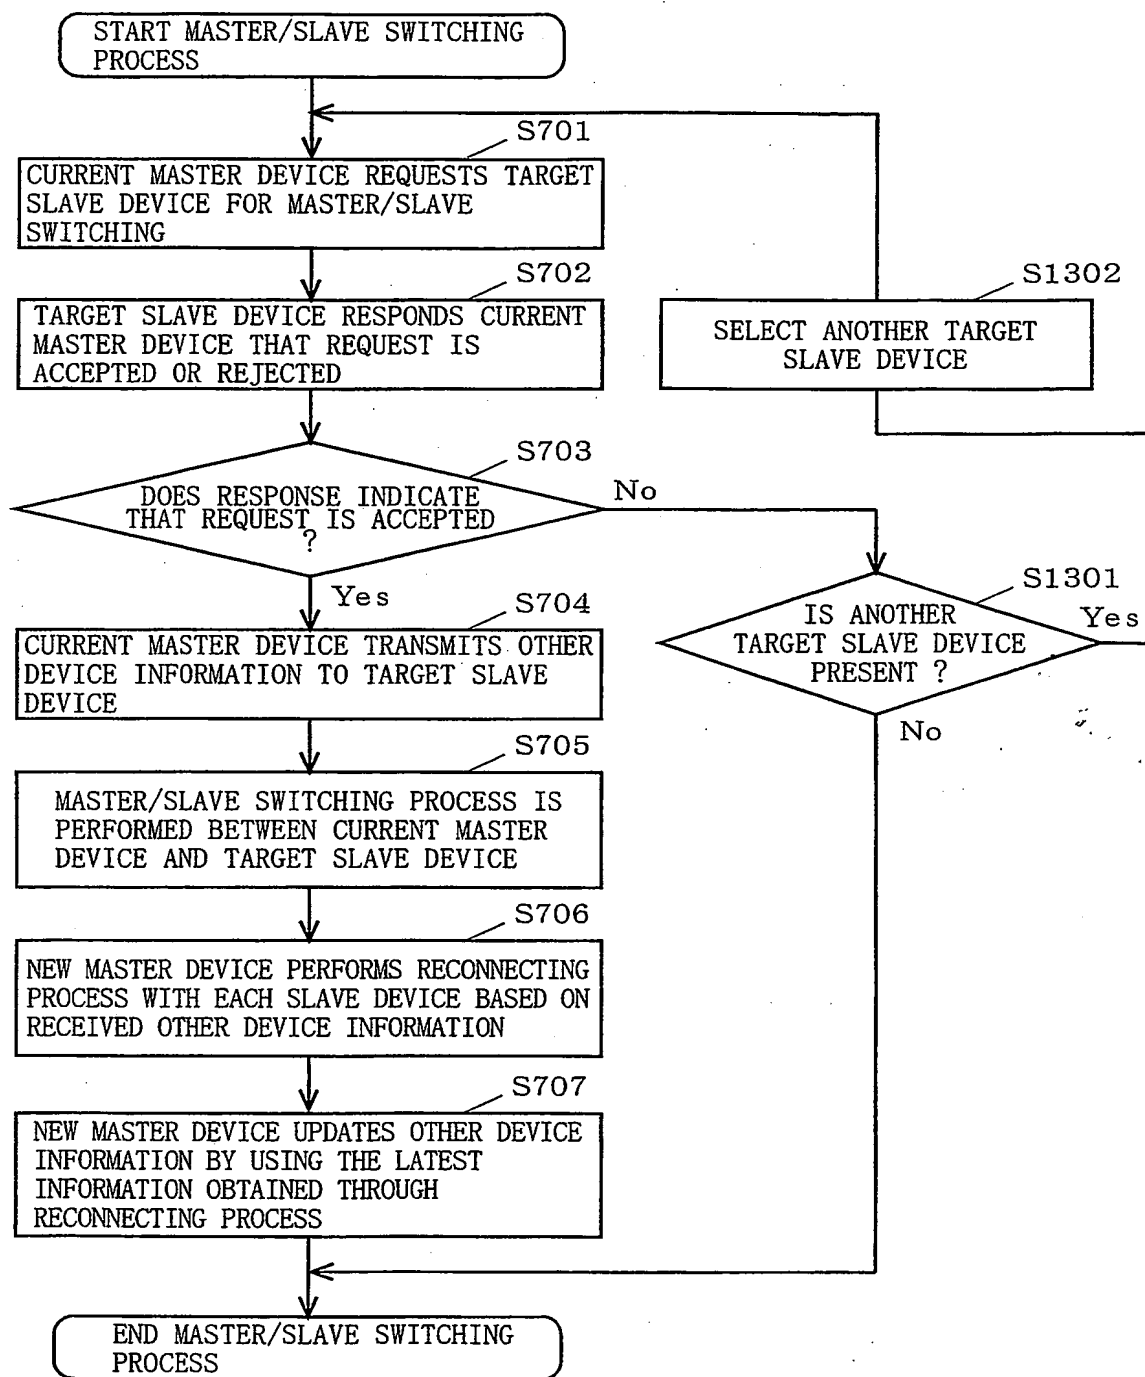 START MASTER/SLAVE SWITCHING
PROCESS
S701
CURRENT MASTER DEVICE REQUESTS TARGET
SLAVE DEVICE FOR MASTER/SLAVE
SWITCHING
S702
TARGET SLAVE DEVICE RESPONDS CURRENT
MASTER DEVICE THAT REQUEST IS
ACCEPTED OR REJECTED
S1302
SELECT ANOTHER TARGET
SLAVE DEVICE
S703
DOES RESPONSE INDICATE
THAT REQUEST IS ACCEPTED
?
No
Yes
S1301
IS ANOTHER
TARGET SLAVE DEVICE
PRESENT ?
Yes
No
S704
CURRENT MASTER DEVICE TRANSMITS OTHER
DEVICE INFORMATION TO TARGET SLAVE
DEVICE
S705
MASTER/SLAVE SWITCHING PROCESS IS
PERFORMED BETWEEN CURRENT MASTER
DEVICE AND TARGET SLAVE DEVICE
S706
NEW MASTER DEVICE PERFORMS RECONNECTING
PROCESS WITH EACH SLAVE DEVICE BASED ON
RECEIVED OTHER DEVICE INFORMATION
S707
NEW MASTER DEVICE UPDATES OTHER DEVICE
INFORMATION BY USING THE LATEST
INFORMATION OBTAINED THROUGH
RECONNECTING PROCESS
END MASTER/SLAVE SWITCHING
PROCESS